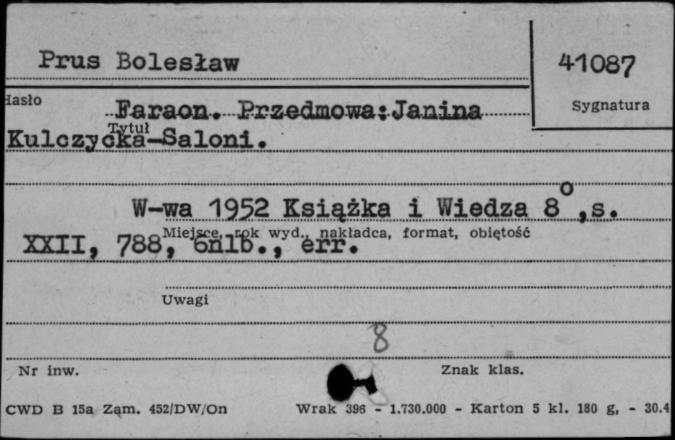 Prus Bolesław
41087
Hasło
Sygnatura
Faraon. Przedmowa:Janina
Tytuł
Kulczycka-Saloni.
W-wa 1952 Książka i Wiedza 8°,s.
Miejsce, rok wyd., nakładca, format, objętość
XXII, 788, 6nlb., err.
Uwagi
8
Nr inw.
Znak klas.
CWD B 15a Zam. 452/DW/On
Wrak 396 - 1.730.000 - Karton 5 kl. 180 g, - 30.4